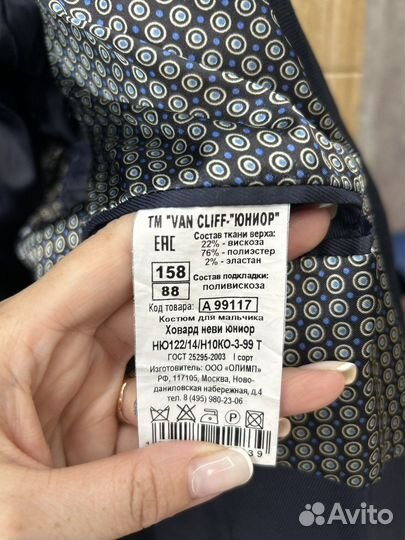 ТМ "VAN CLIFF-"ЮНИОР"
Состав ткани верха:
22% - вискоза
76% - полиэстер
2% - эластан
EAC
158
88
Состав подкладки:
поливискоза
Код товара: А 99117
Костюм для мальчика
Ховард неви юниор
НЮ122/14/Н10КО-3-99 Т
ГОСТ 25295-2003 I сорт
Изготовитель: ООО «ОЛИМП»
РФ, 117105, Москва, Ново-
даниловская набережная, д.4
тел. 8 (495) 980-23-06
39
Avito